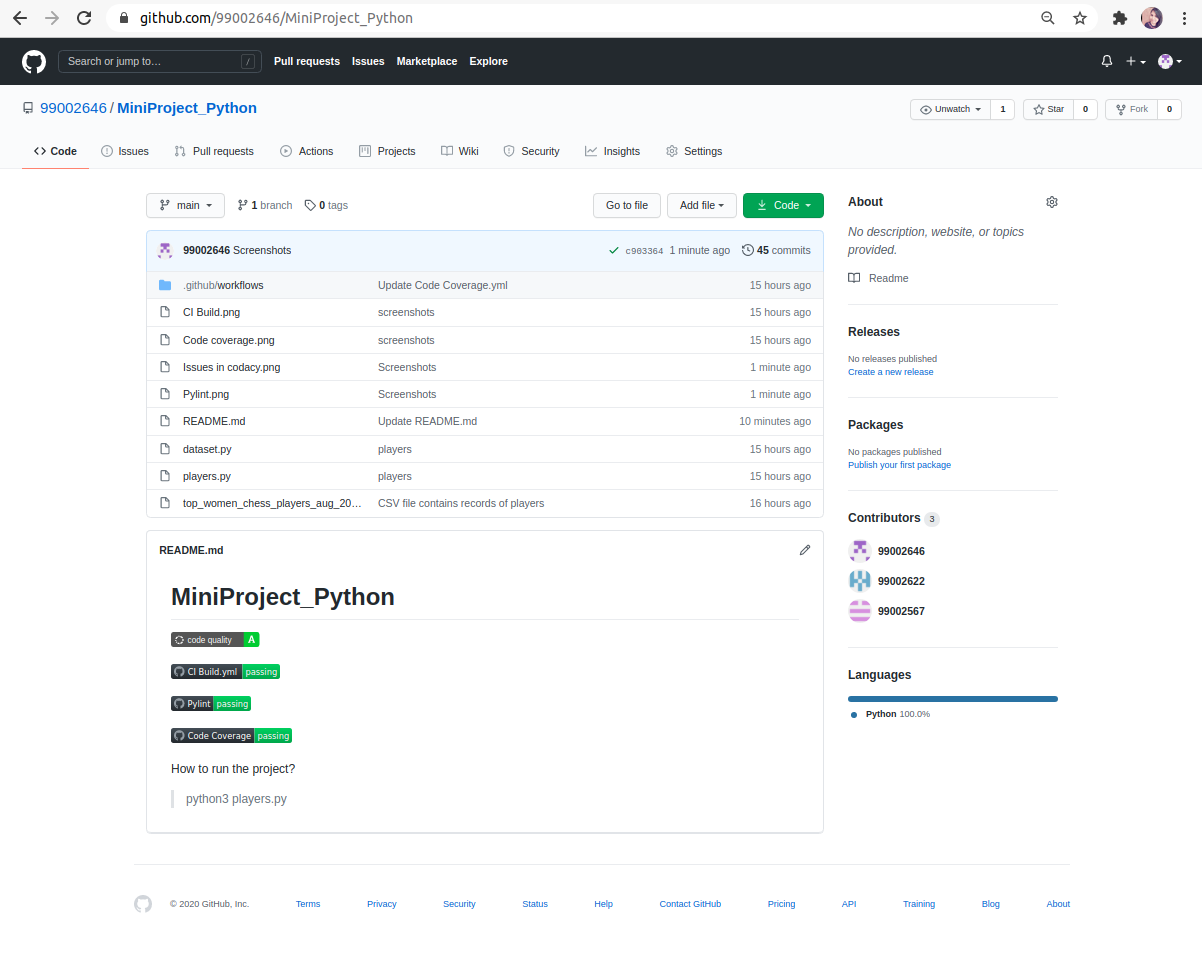 github.com/99002646/MiniProject_Python
Search or jump to… / Pull requests Issues Marketplace Explore
99002646 / MiniProject_Python Unwatch 1 Star 0 Fork 0
Code Issues Pull requests Actions Projects Wiki Security Insights Settings
main 1 branch 0 tags Go to file Add file Code
99002646 Screenshots c903364 1 minute ago 45 commits
.github/workflows Update Code Coverage.yml 15 hours ago
CI Build.png screenshots 15 hours ago
Code coverage.png screenshots 15 hours ago
Issues in codacy.png Screenshots 1 minute ago
Pylint.png Screenshots 1 minute ago
README.md Update README.md 10 minutes ago
dataset.py players 15 hours ago
players.py players 15 hours ago
top_women_chess_players_aug_20… CSV file contains records of players 16 hours ago
README.md
MiniProject_Python
code quality A
CI Build.yml passing
Pylint passing
Code Coverage passing
How to run the project?
python3 players.py
About
No description, website, or topics
provided.
Readme
Releases
No releases published
Create a new release
Packages
No packages published
Publish your first package
Contributors 3
99002646
99002622
99002567
Languages
Python 100.0%
© 2020 GitHub, Inc. Terms Privacy Security Status Help Contact GitHub Pricing API Training Blog About